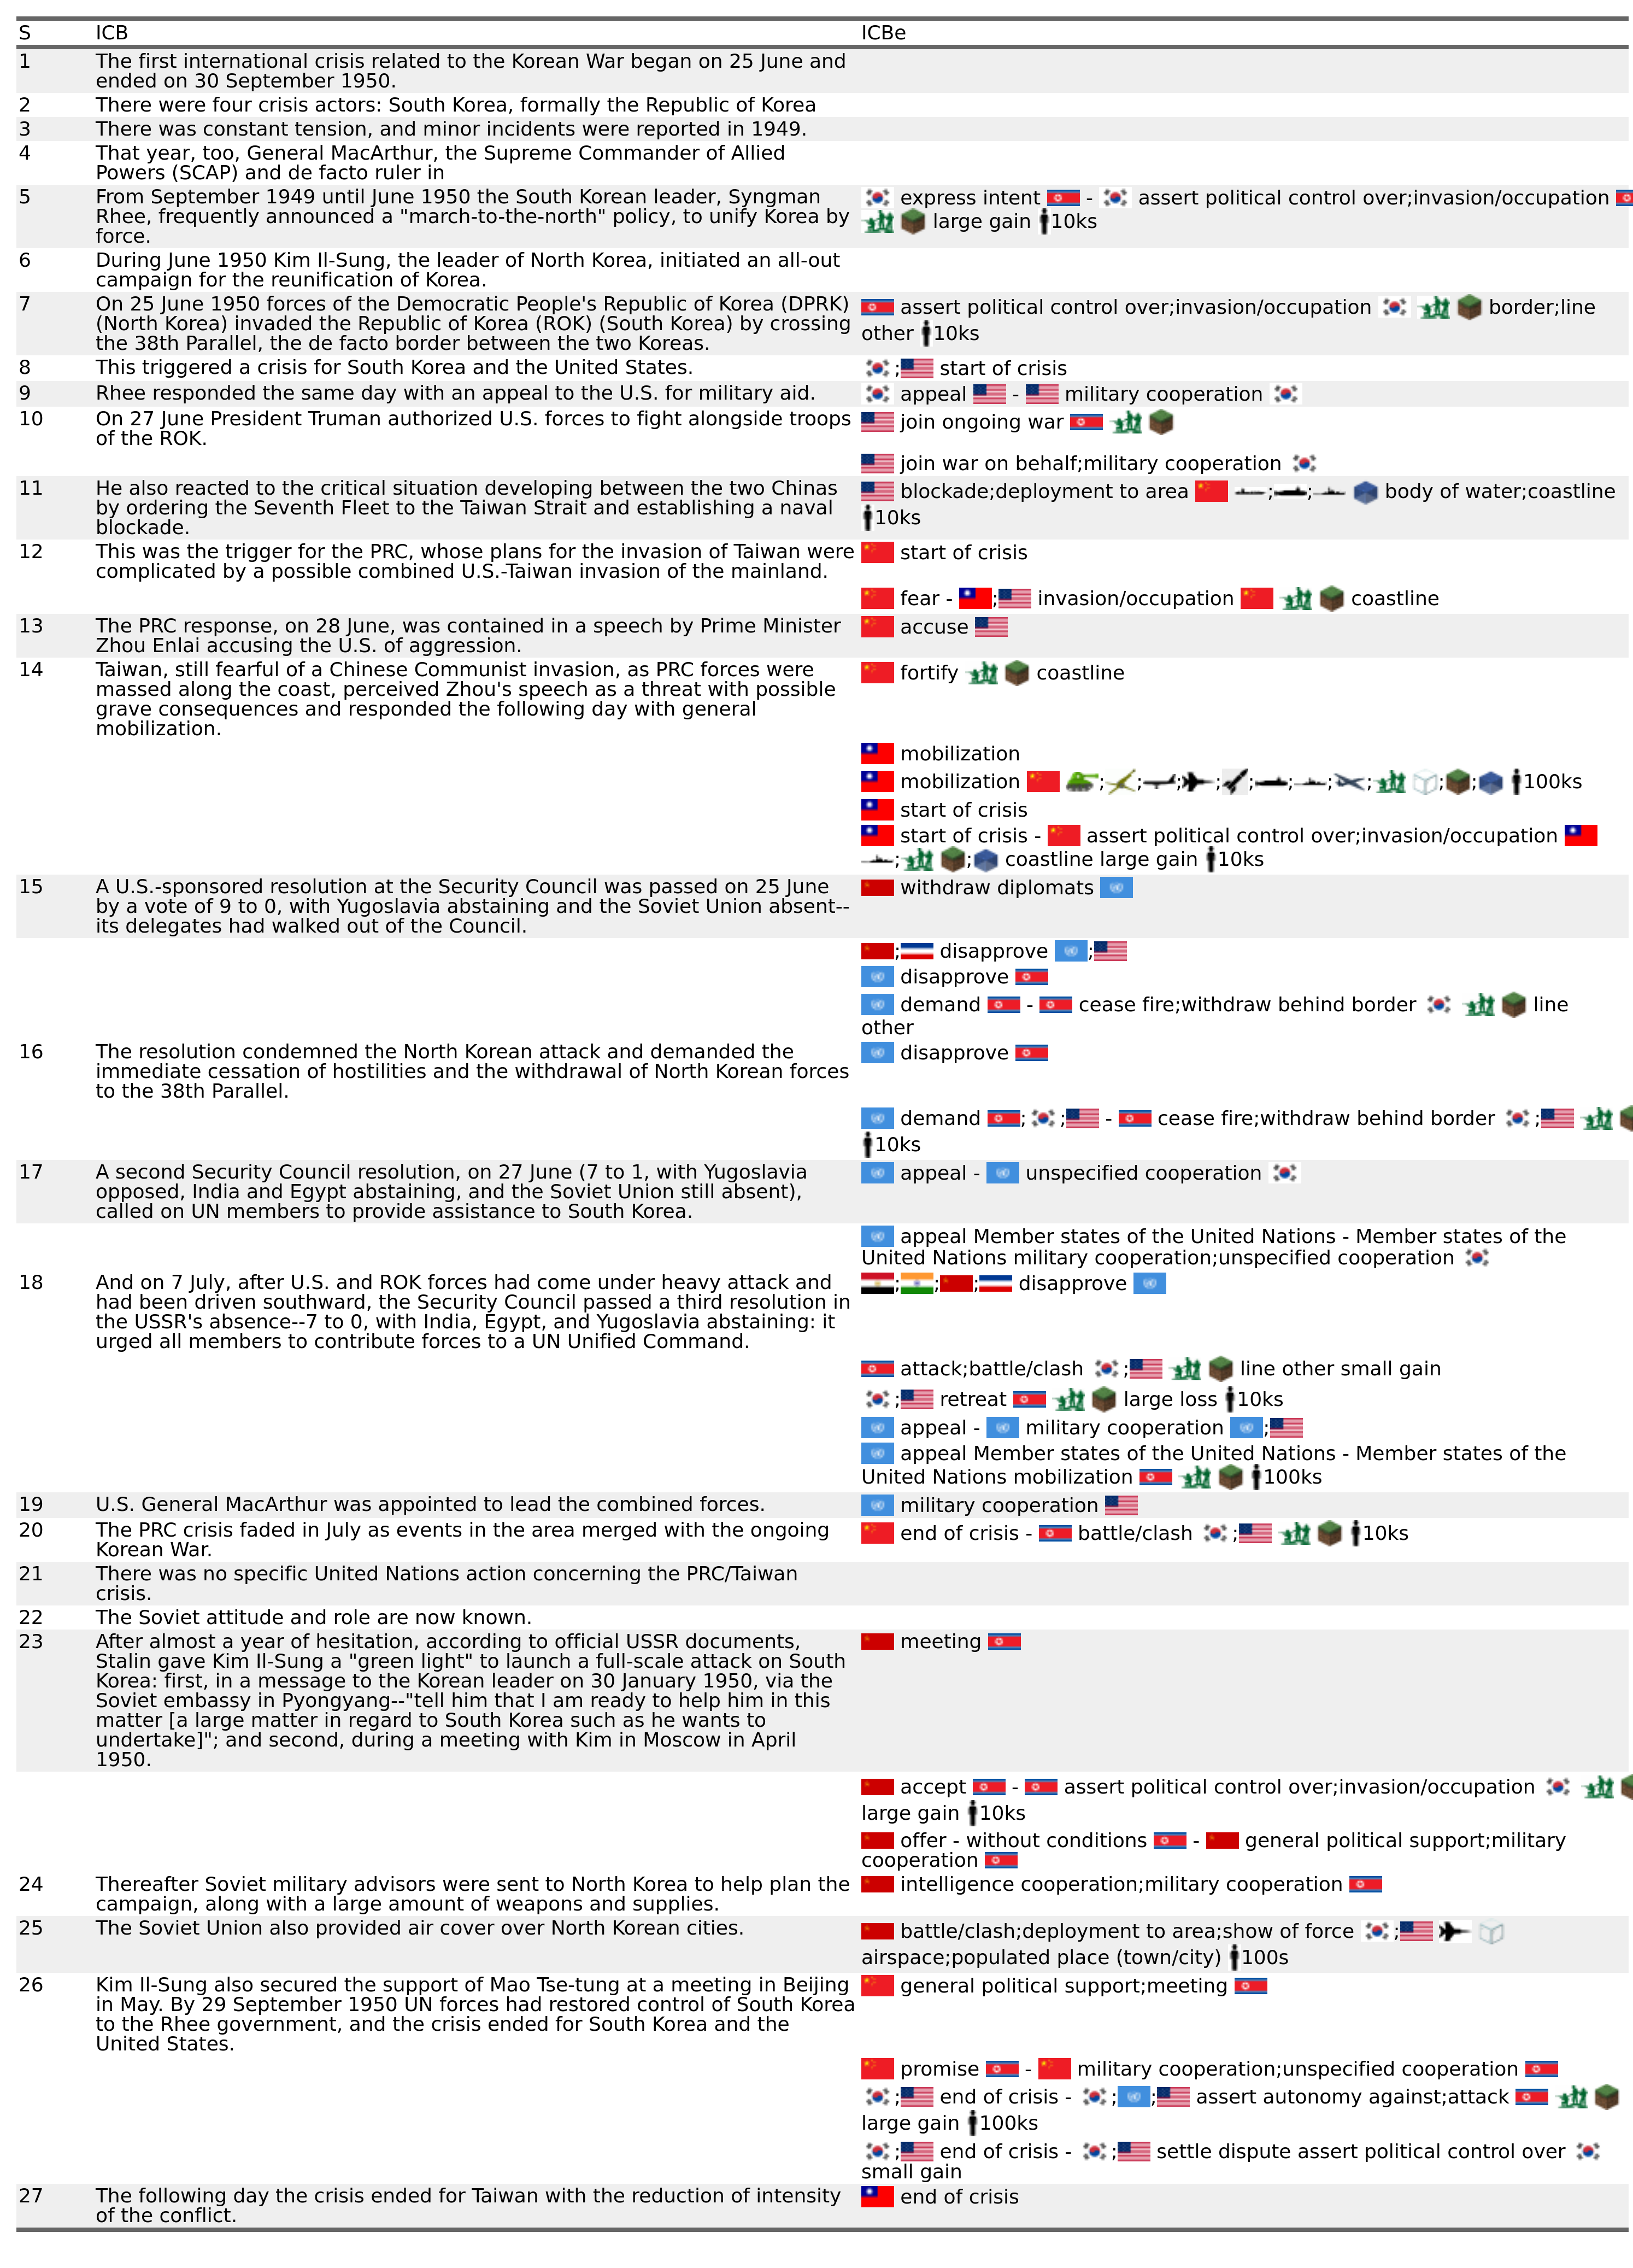 S ICB ICBe
1 The first international crisis related to the Korean War began on 25 June and
ended on 30 September 1950.
2 There were four crisis actors: South Korea, formally the Republic of Korea
3 There was constant tension, and minor incidents were reported in 1949.
4 That year, too, General MacArthur, the Supreme Commander of Allied
Powers (SCAP) and de facto ruler in
5 From September 1949 until June 1950 the South Korean leader, Syngman
Rhee, frequently announced a "march-to-the-north" policy, to unify Korea by
force.
express intent - assert political control over;invasion/occupation
large gain 10ks
6 During June 1950 Kim Il-Sung, the leader of North Korea, initiated an all-out
campaign for the reunification of Korea.
7 On 25 June 1950 forces of the Democratic People's Republic of Korea (DPRK)
(North Korea) invaded the Republic of Korea (ROK) (South Korea) by crossing
the 38th Parallel, the de facto border between the two Koreas.
assert political control over;invasion/occupation border;line
other 10ks
8 This triggered a crisis for South Korea and the United States.
; start of crisis
9 Rhee responded the same day with an appeal to the U.S. for military aid.
appeal - military cooperation
10 On 27 June President Truman authorized U.S. forces to fight alongside troops
of the ROK.
join ongoing war
join war on behalf;military cooperation
11 He also reacted to the critical situation developing between the two Chinas
by ordering the Seventh Fleet to the Taiwan Strait and establishing a naval
blockade.
blockade;deployment to area ; ; body of water;coastline
10ks
12 This was the trigger for the PRC, whose plans for the invasion of Taiwan were
complicated by a possible combined U.S.-Taiwan invasion of the mainland.
start of crisis
fear - ; invasion/occupation coastline
13 The PRC response, on 28 June, was contained in a speech by Prime Minister
Zhou Enlai accusing the U.S. of aggression.
accuse
14 Taiwan, still fearful of a Chinese Communist invasion, as PRC forces were
massed along the coast, perceived Zhou's speech as a threat with possible
grave consequences and responded the following day with general
mobilization.
fortify coastline
mobilization
mobilization ; ; ; ; ; ; ; ; ; ; 100ks
start of crisis
start of crisis - assert political control over;invasion/occupation
; ; coastline large gain 10ks
15 A U.S.-sponsored resolution at the Security Council was passed on 25 June
by a vote of 9 to 0, with Yugoslavia abstaining and the Soviet Union absent--
its delegates had walked out of the Council.
withdraw diplomats
; disapprove ;
disapprove
demand - cease fire;withdraw behind border line
other
16 The resolution condemned the North Korean attack and demanded the
immediate cessation of hostilities and the withdrawal of North Korean forces
to the 38th Parallel.
disapprove
demand ; ; - cease fire;withdraw behind border ;
10ks
17 A second Security Council resolution, on 27 June (7 to 1, with Yugoslavia
opposed, India and Egypt abstaining, and the Soviet Union still absent),
called on UN members to provide assistance to South Korea.
appeal - unspecified cooperation
appeal Member states of the United Nations - Member states of the
United Nations military cooperation;unspecified cooperation
18 And on 7 July, after U.S. and ROK forces had come under heavy attack and
had been driven southward, the Security Council passed a third resolution in
the USSR's absence--7 to 0, with India, Egypt, and Yugoslavia abstaining: it
urged all members to contribute forces to a UN Unified Command.
; ; ; disapprove
attack;battle/clash ; line other small gain
; retreat large loss 10ks
appeal - military cooperation ;
appeal Member states of the United Nations - Member states of the
United Nations mobilization 100ks
19 U.S. General MacArthur was appointed to lead the combined forces.
military cooperation
20 The PRC crisis faded in July as events in the area merged with the ongoing
Korean War.
end of crisis - battle/clash ; 10ks
21 There was no specific United Nations action concerning the PRC/Taiwan
crisis.
22 The Soviet attitude and role are now known.
23 After almost a year of hesitation, according to official USSR documents,
Stalin gave Kim Il-Sung a "green light" to launch a full-scale attack on South
Korea: first, in a message to the Korean leader on 30 January 1950, via the
Soviet embassy in Pyongyang--"tell him that I am ready to help him in this
matter [a large matter in regard to South Korea such as he wants to
undertake]"; and second, during a meeting with Kim in Moscow in April
1950.
meeting
accept - assert political control over;invasion/occupation
large gain 10ks
offer - without conditions - general political support;military
cooperation
24 Thereafter Soviet military advisors were sent to North Korea to help plan the
campaign, along with a large amount of weapons and supplies.
intelligence cooperation;military cooperation
25 The Soviet Union also provided air cover over North Korean cities.
battle/clash;deployment to area;show of force ;
airspace;populated place (town/city) 100s
26 Kim Il-Sung also secured the support of Mao Tse-tung at a meeting in Beijing
in May. By 29 September 1950 UN forces had restored control of South Korea
to the Rhee government, and the crisis ended for South Korea and the
United States.
general political support;meeting
promise - military cooperation;unspecified cooperation
; end of crisis - ; ; assert autonomy against;attack
large gain 100ks
; end of crisis - ; settle dispute assert political control over
small gain
27 The following day the crisis ended for Taiwan with the reduction of intensity
of the conflict.
end of crisis